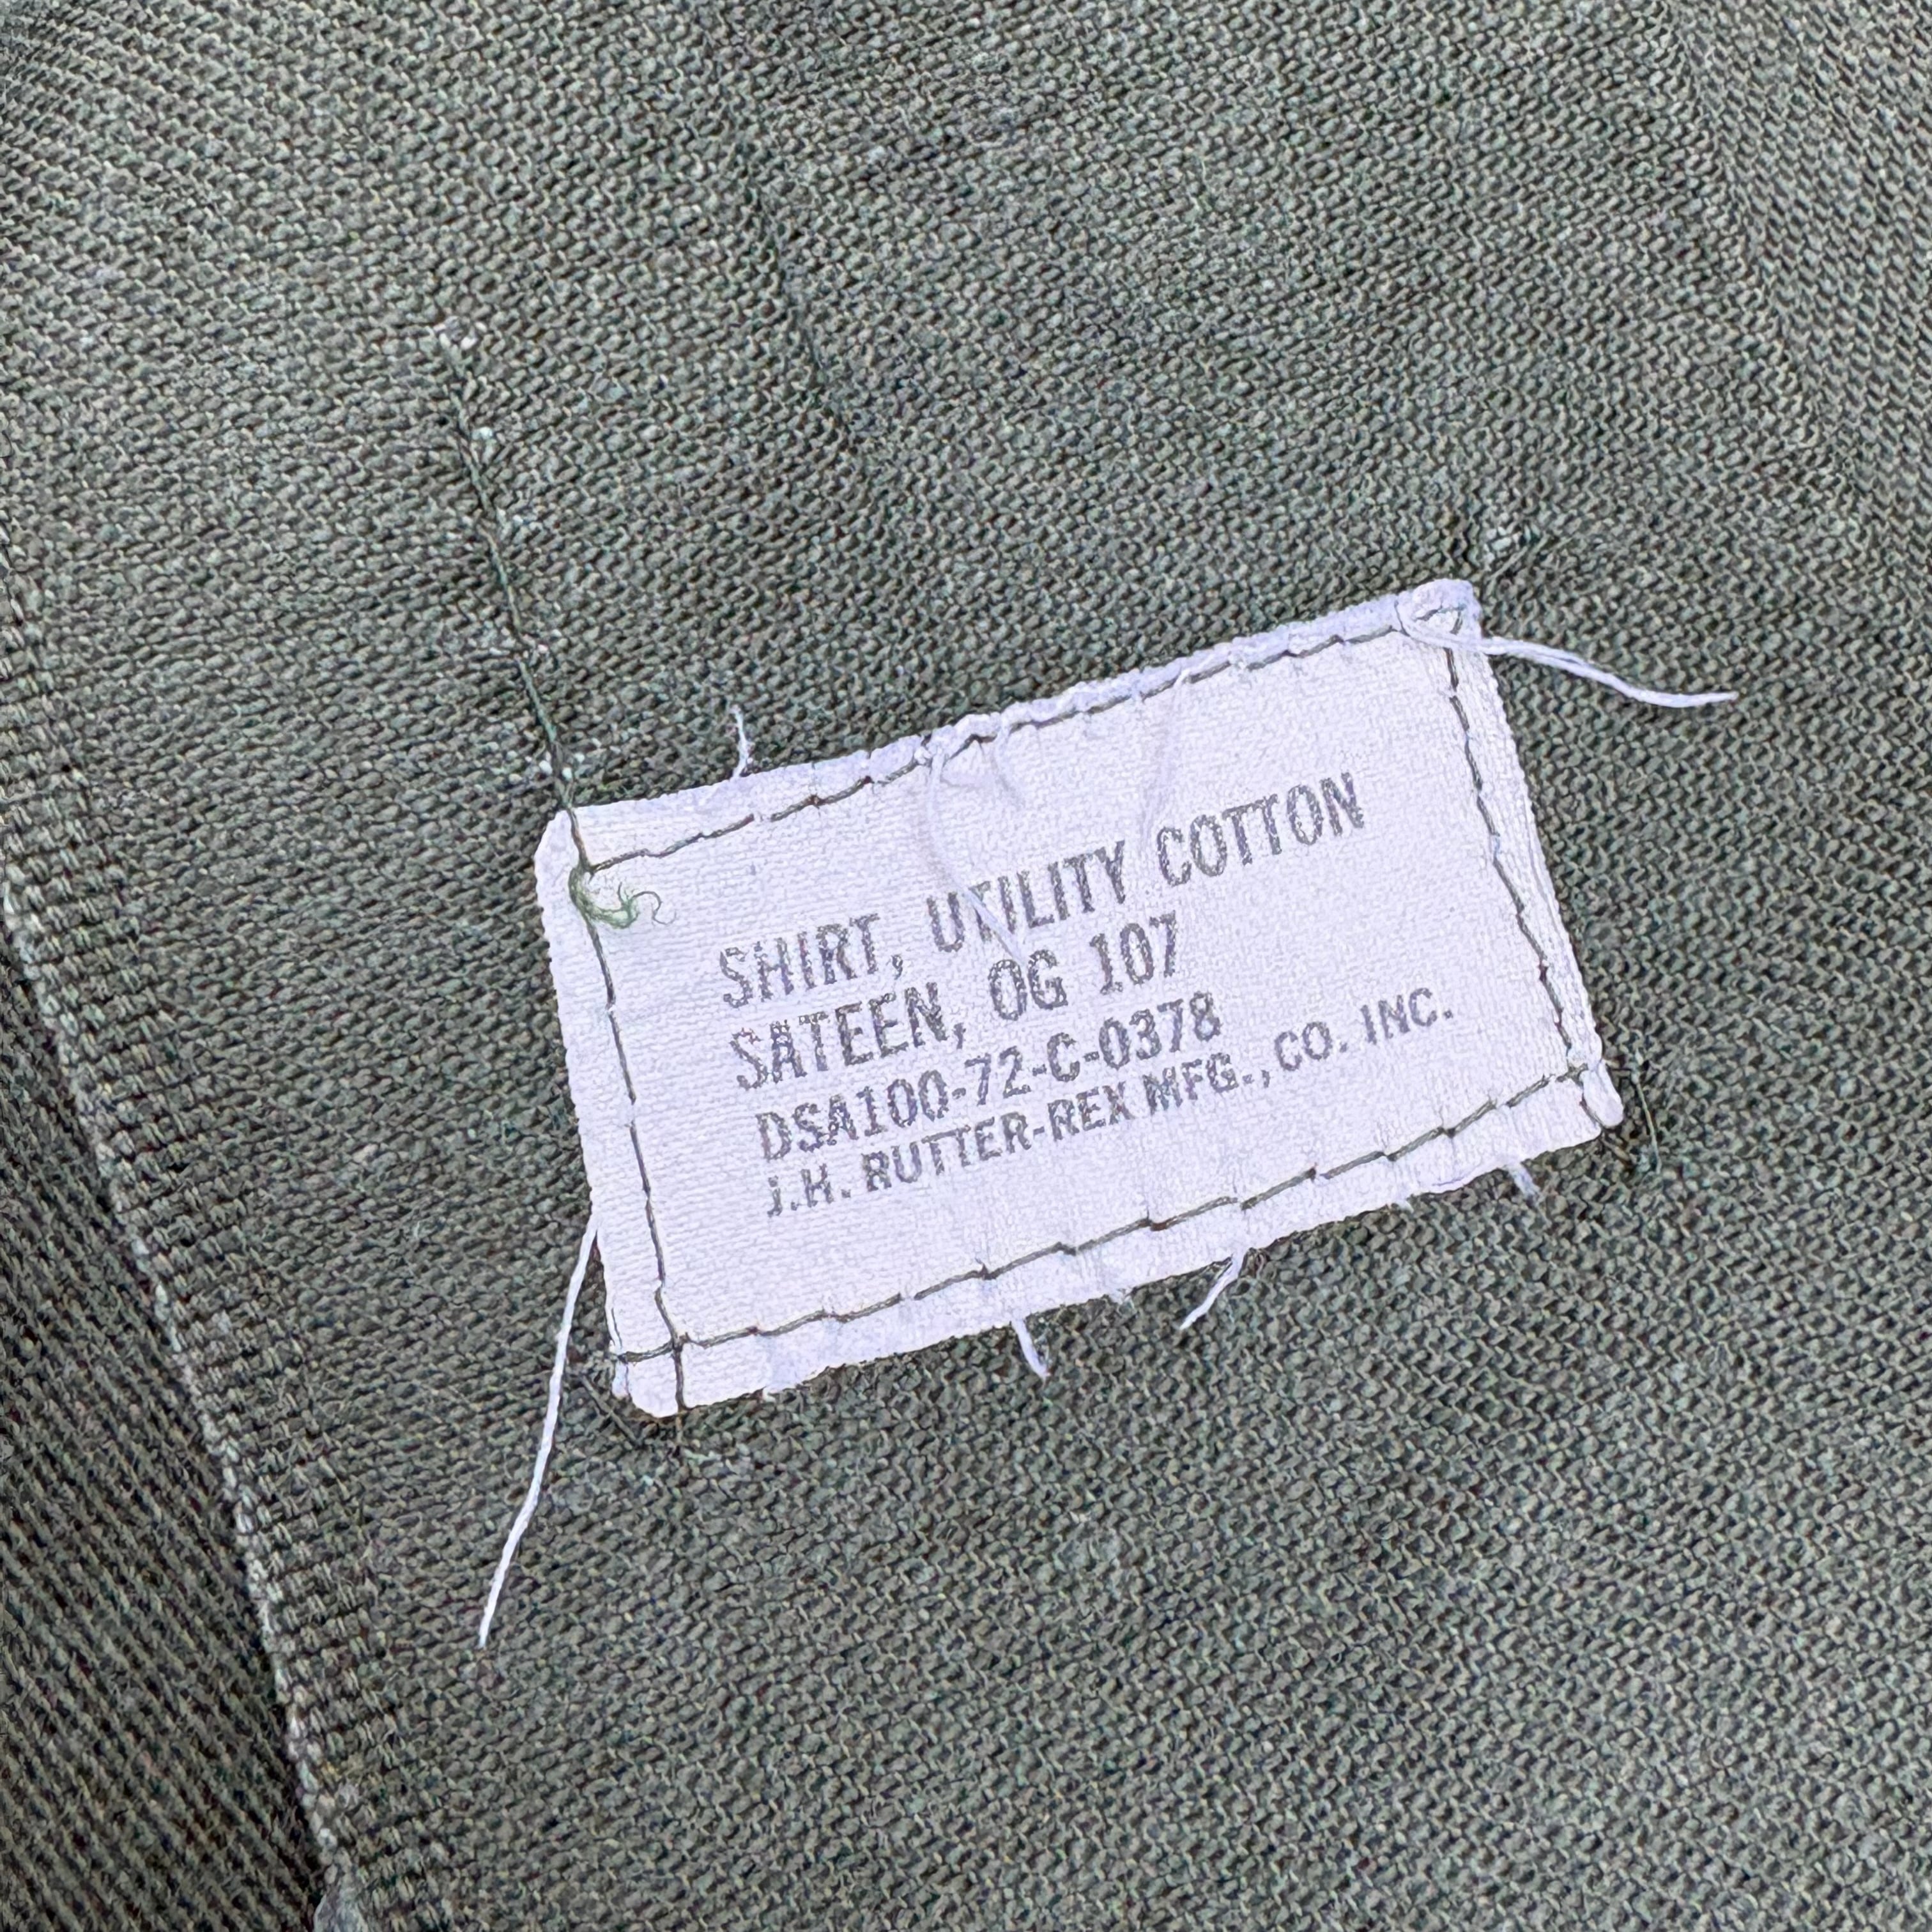 SHIRT, UTILITY COTTON
SATEEN, OG 107
DSA100-72-C-0378
J.H. RUTTER-REX MFG., CO. INC.